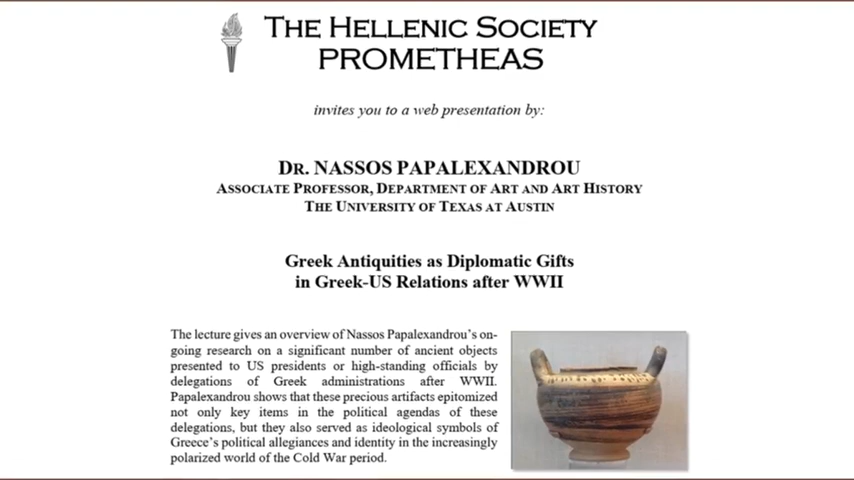 THE HELLENIC SOCIETY
PROMETHEAS
invites you to a web presentation by:
DR. NASSOS PAPALEXANDROU
ASSOCIATE PROFESSOR, DEPARTMENT OF ART AND ART HISTORY
THE UNIVERSITY OF TEXAS AT AUSTIN
Greek Antiquities as Diplomatic Gifts
in Greek-US Relations after WWII
The lecture gives an overview of Nassos Papalexandrou's on-
going research on a significant number of ancient objects
presented to US presidents or high-standing officials by
delegations of Greek administrations after WWII.
Papalexandrou shows that these precious artifacts epitomized
not only key items in the political agendas of these
delegations, but they also served as ideological symbols of
Greece's political allegiances and identity in the increasingly
polarized world of the Cold War period.